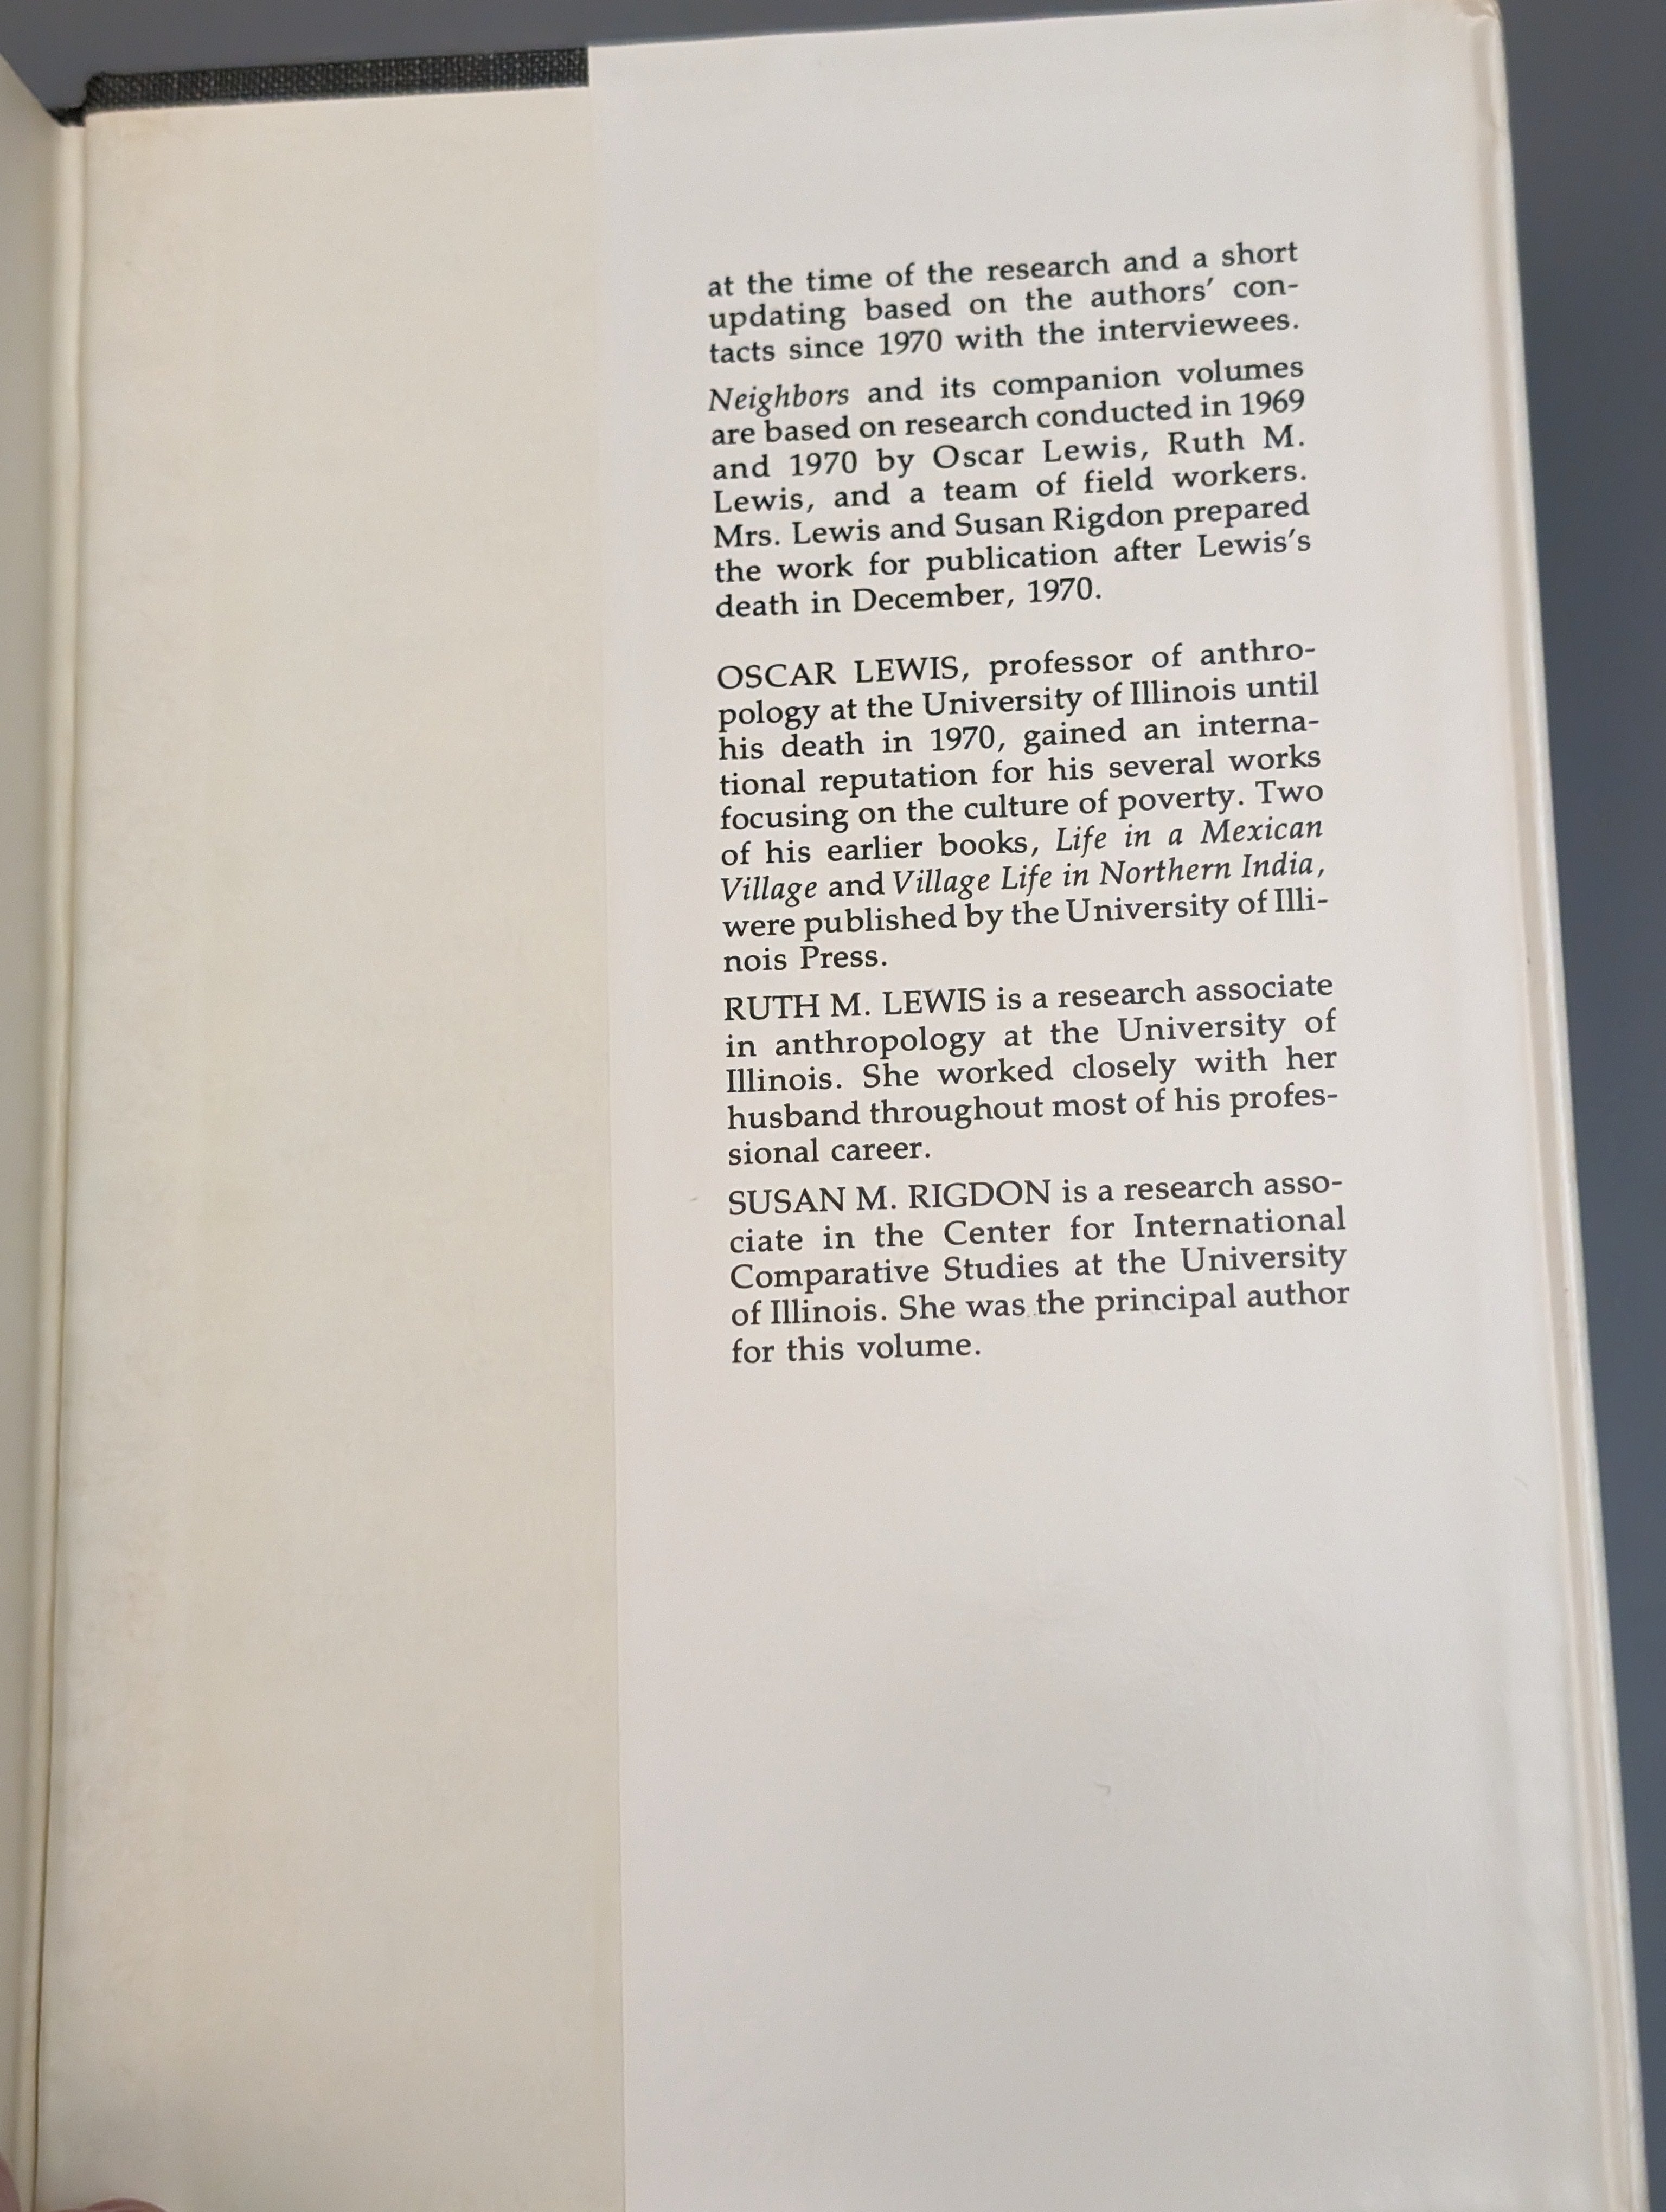 at the time of the research and a short
updating based on the authors' con-
tacts since 1970 with the interviewees.
Neighbors and its companion volumes
are based on research conducted in 1969
and 1970 by Oscar Lewis, Ruth M.
Lewis, and a team of field workers.
Mrs. Lewis and Susan Rigdon prepared
the work for publication after Lewis's
death in December, 1970.
OSCAR LEWIS, professor of anthro-
pology at the University of Illinois until
his death in 1970, gained an interna-
tional reputation for his several works
focusing on the culture of poverty. Two
of his earlier books, Life in a Mexican
Village and Village Life in Northern India,
were published by the University of Illi-
nois Press.
RUTH M. LEWIS is a research associate
in anthropology at the University of
Illinois. She worked closely with her
husband throughout most of his profes-
sional career.
SUSAN M. RIGDON is a research asso-
ciate in the Center for International
Comparative Studies at the University
of Illinois. She was the principal author
for this volume.